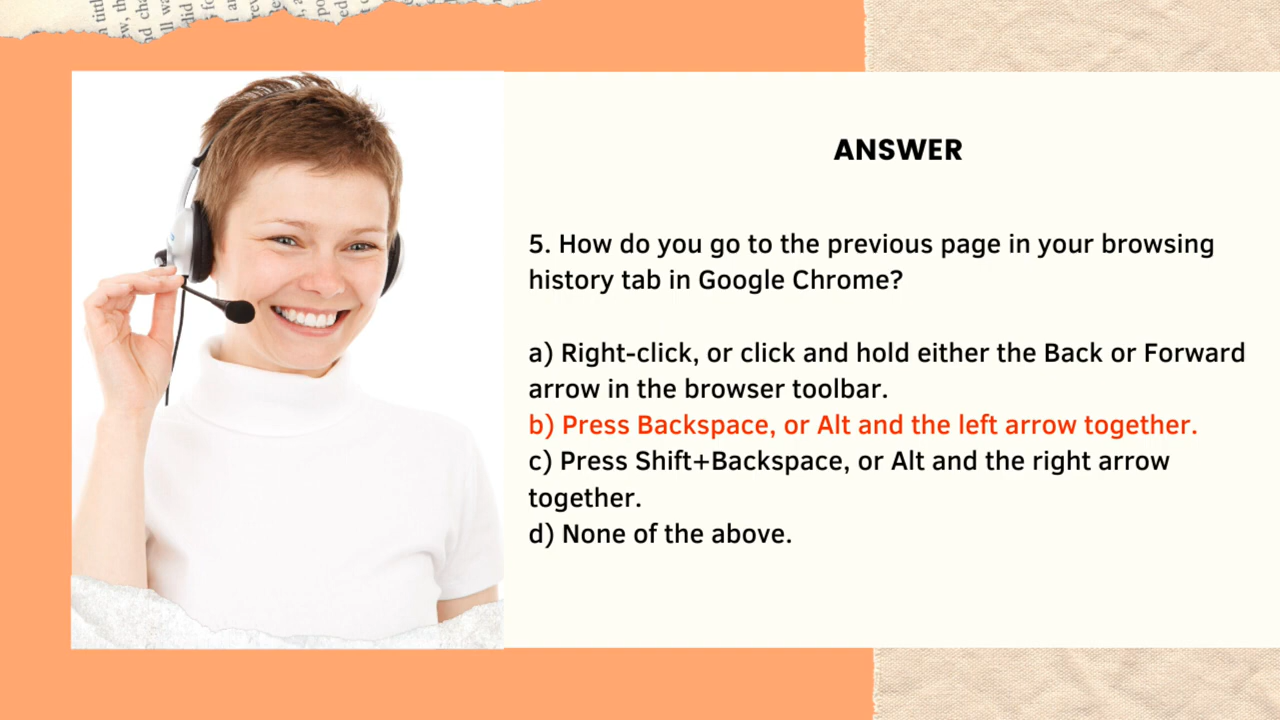 ANSWER
5. How do you go to the previous page in your browsing
history tab in Google Chrome?
a) Right-click, or click and hold either the Back or Forward
arrow in the browser toolbar.
b) Press Backspace, or Alt and the left arrow together.
c) Press Shift+Backspace, or Alt and the right arrow
together.
d) None of the above.